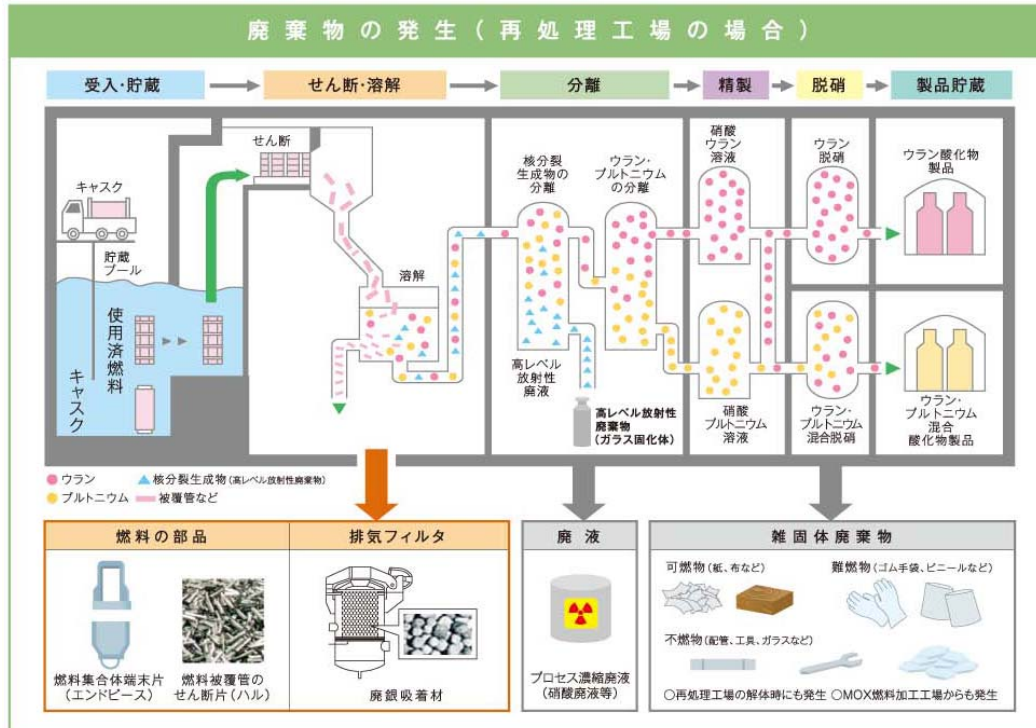 廃棄物の発生(再処理工場の場合)
受入・貯蔵
せん断・溶解
分離
精製
脱硝
製品貯蔵
キャスク
貯蔵
プール
使用済燃料
キャスク
せん断
溶解
核分裂
生成物の
分離
ウラン・
プルトニウム
の分離
高レベル
放射性
廃液
高レベル放射性
廃棄物
(ガラス固化体)
硝酸
ウラン
溶液
硝酸
プルトニウム
溶液
ウラン
脱硝
ウラン・
プルトニウム
混合脱硝
ウラン酸化物
製品
ウラン・
プルトニウム
混合
酸化物製品
ウラン
核分裂生成物(高レベル放射性廃棄物)
プルトニウム
被覆管など
燃料の部品
燃料集合体端末片
(エンドピース)
燃料被覆管の
せん断片(ハル)
排気フィルタ
廃銀吸着材
廃液
プロセス濃縮廃液
(硝酸廃液等)
雑固体廃棄物
可燃物(紙、布など)
難燃物(ゴム手袋、ビニールなど)
不燃物(配管、工具、ガラスなど)
○再処理工場の解体時にも発生 ○MOX燃料加工工場からも発生